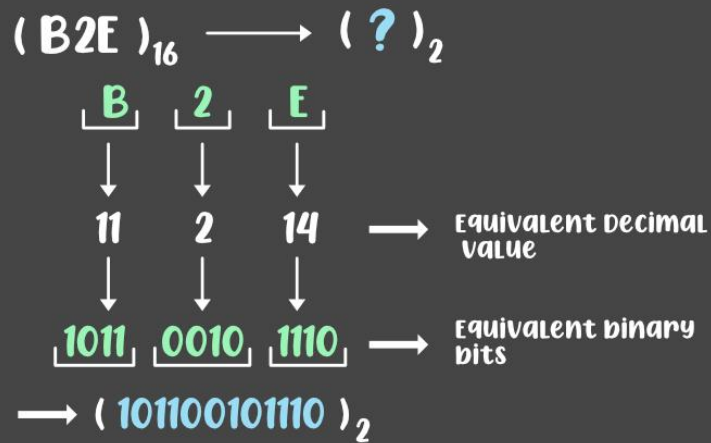 (B2E)₁₆ ⟶ (?)₂
B 2 E
11 2 14 → Equivalent Decimal
value
1011 0010 1110 → Equivalent binary
bits
→ (101100101110)₂